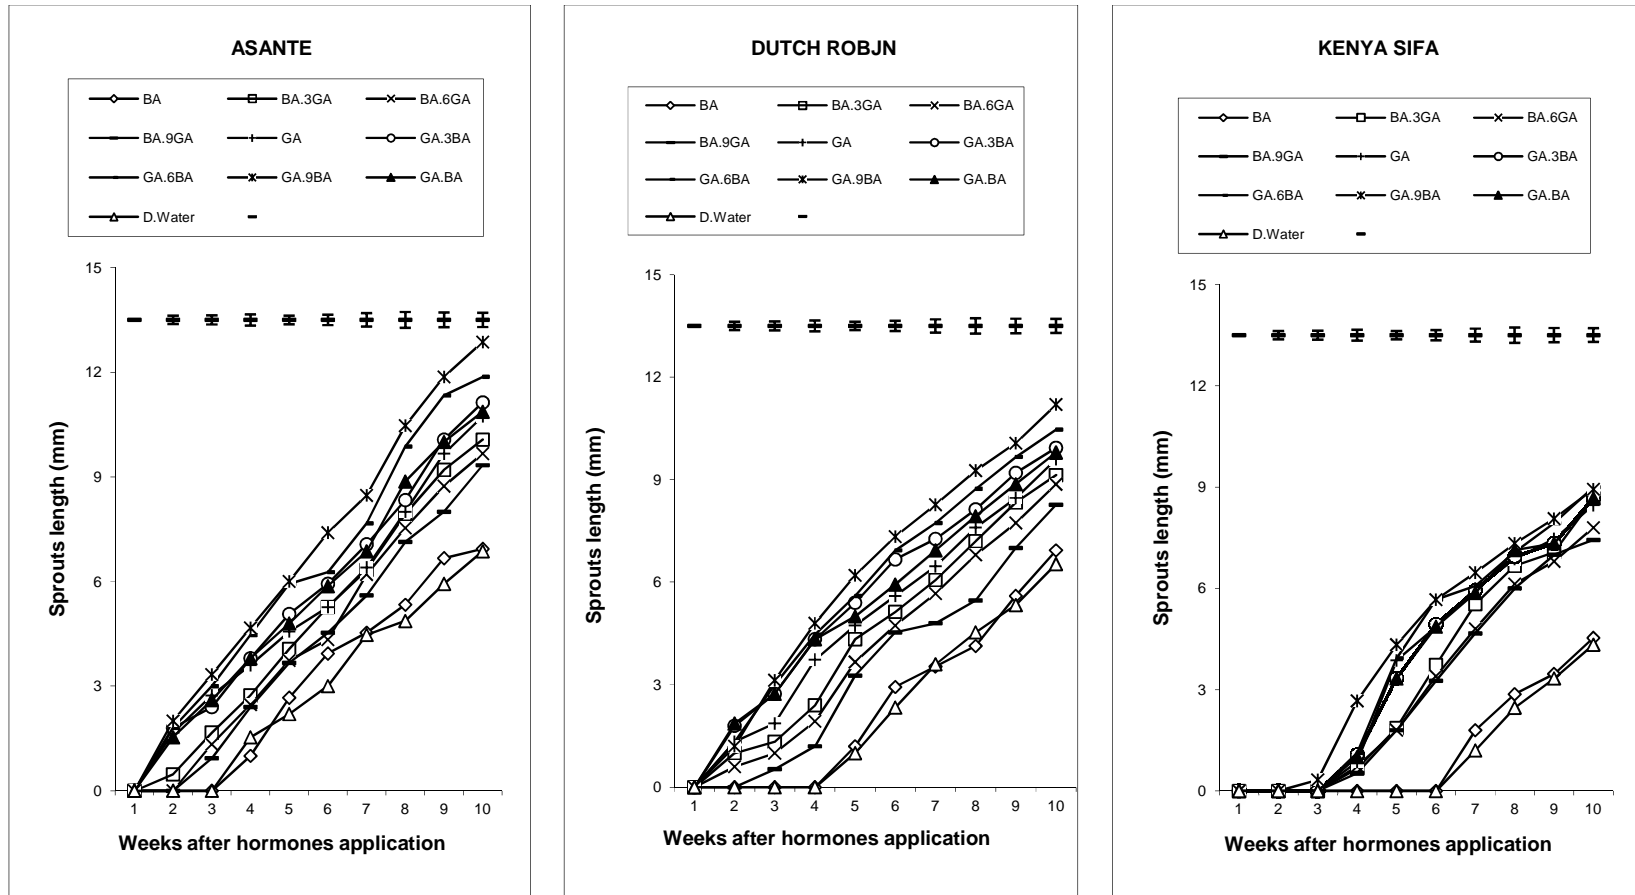 ASANTE
BA BA.3GA BA.6GA
BA.9GA GA GA.3BA
GA.6BA GA.9BA GA.BA
D.Water
15
12
9
6
3
0
Sprouts length (mm)
1 2 3 4 5 6 7 8 9 10
Weeks after hormones application
DUTCH ROBJN
BA BA.3GA BA.6GA
BA.9GA GA GA.3BA
GA.6BA GA.9BA GA.BA
D.Water
15
12
9
6
3
0
Sprouts length (mm)
1 2 3 4 5 6 7 8 9 10
Weeks after hormones application
KENYA SIFA
BA BA.3GA BA.6GA
BA.9GA GA GA.3BA
GA.6BA GA.9BA GA.BA
D.Water
15
12
9
6
3
0
Sprouts length (mm)
1 2 3 4 5 6 7 8 9 10
Weeks after hormones application